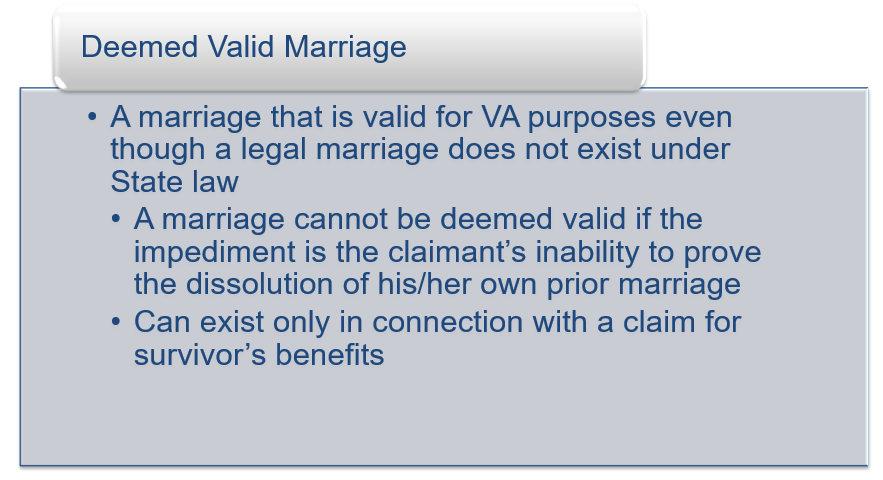 Deemed Valid Marriage
• A marriage that is valid for VA purposes even
though a legal marriage does not exist under
State law
• A marriage cannot be deemed valid if the
impediment is the claimant’s inability to prove
the dissolution of his/her own prior marriage
• Can exist only in connection with a claim for
survivor’s benefits